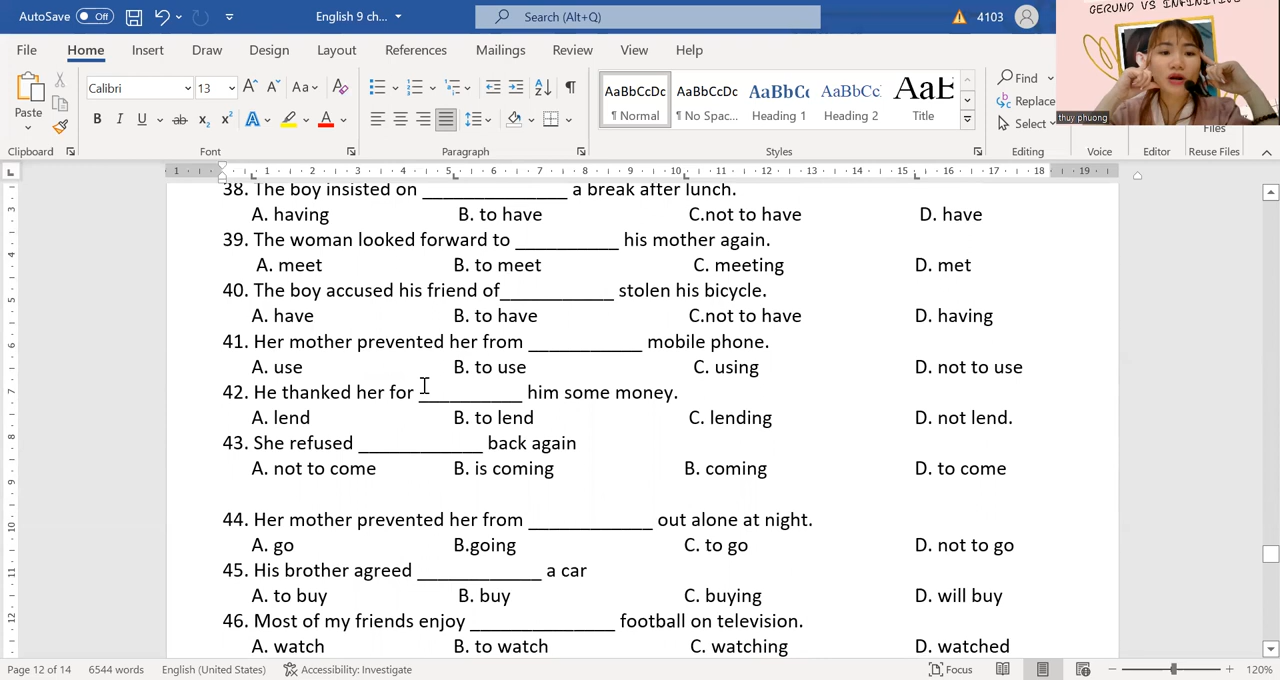 AutoSave Off English 9 ch... Search (Alt+Q) 4103
GERUND VS INFINITIVE
File Home Insert Draw Design Layout References Mailings Review View Help
Paste
Calibri 13 Aa
Normal No Spac... Heading 1 Heading 2 Title
AaBbCcDc AaBbCcDc AaBbCc AaBbCc AaB
Find
Replace
Select
thuy phuong
Files
Clipboard Font Paragraph Styles Editing Voice Editor Reuse Files
38. The boy insisted on ______________ a break after lunch.
A. having B. to have C.not to have D. have
39. The woman looked forward to __________ his mother again.
A. meet B. to meet C. meeting D. met
40. The boy accused his friend of___________ stolen his bicycle.
A. have B. to have C.not to have D. having
41. Her mother prevented her from ___________ mobile phone.
A. use B. to use C. using D. not to use
42. He thanked her for __________ him some money.
A. lend B. to lend C. lending D. not lend.
43. She refused ____________ back again
A. not to come B. is coming B. coming D. to come
44. Her mother prevented her from ____________ out alone at night.
A. go B.going C. to go D. not to go
45. His brother agreed ____________ a car
A. to buy B. buy C. buying D. will buy
46. Most of my friends enjoy ______________ football on television.
A. watch B. to watch C. watching D. watched
Page 12 of 14 6544 words English (United States) Accessibility: Investigate Focus 120%